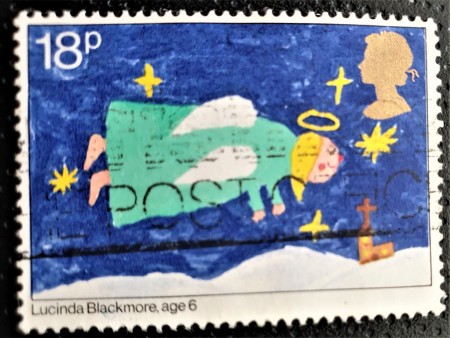 18p
POST
Lucinda Blackmore, age 6